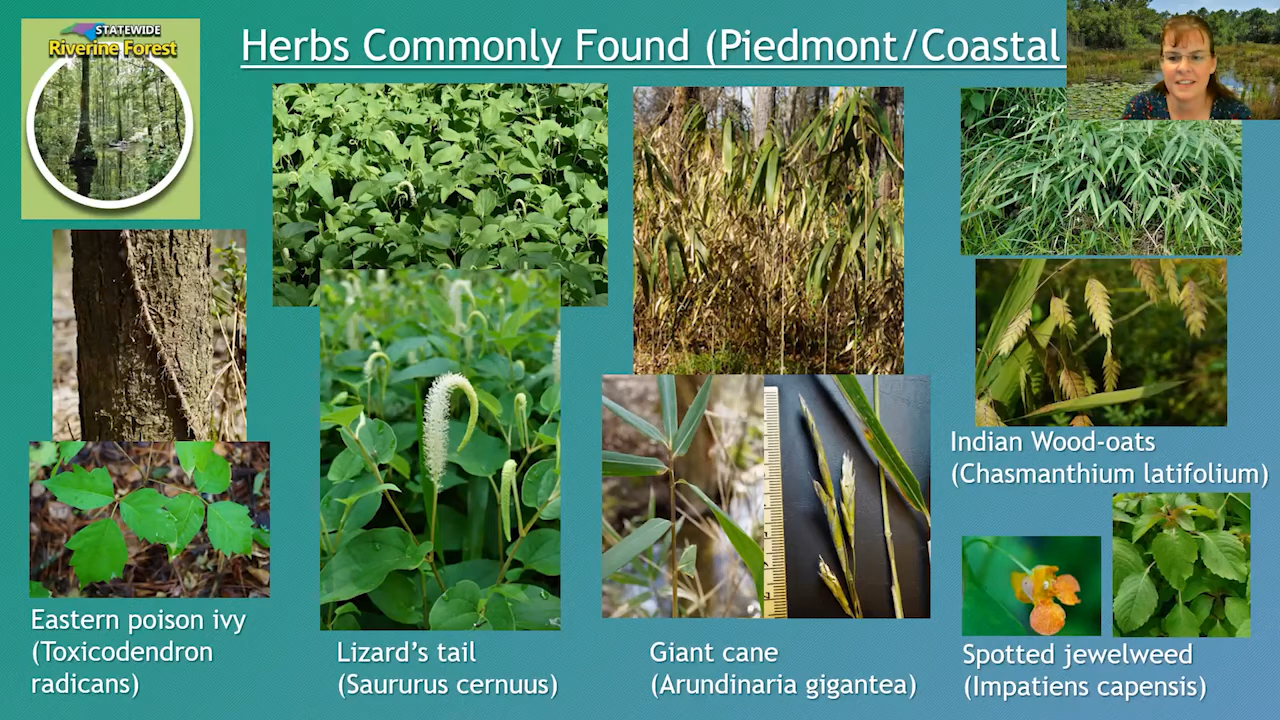 STATEWIDE
Riverine Forest
Herbs Commonly Found (Piedmont/Coastal
Eastern poison ivy
(Toxicodendron
radicans)
Lizard's tail
(Saururus cernuus)
Giant cane
(Arundinaria gigantea)
Indian Wood-oats
(Chasmanthium latifolium)
Spotted jewelweed
(Impatiens capensis)